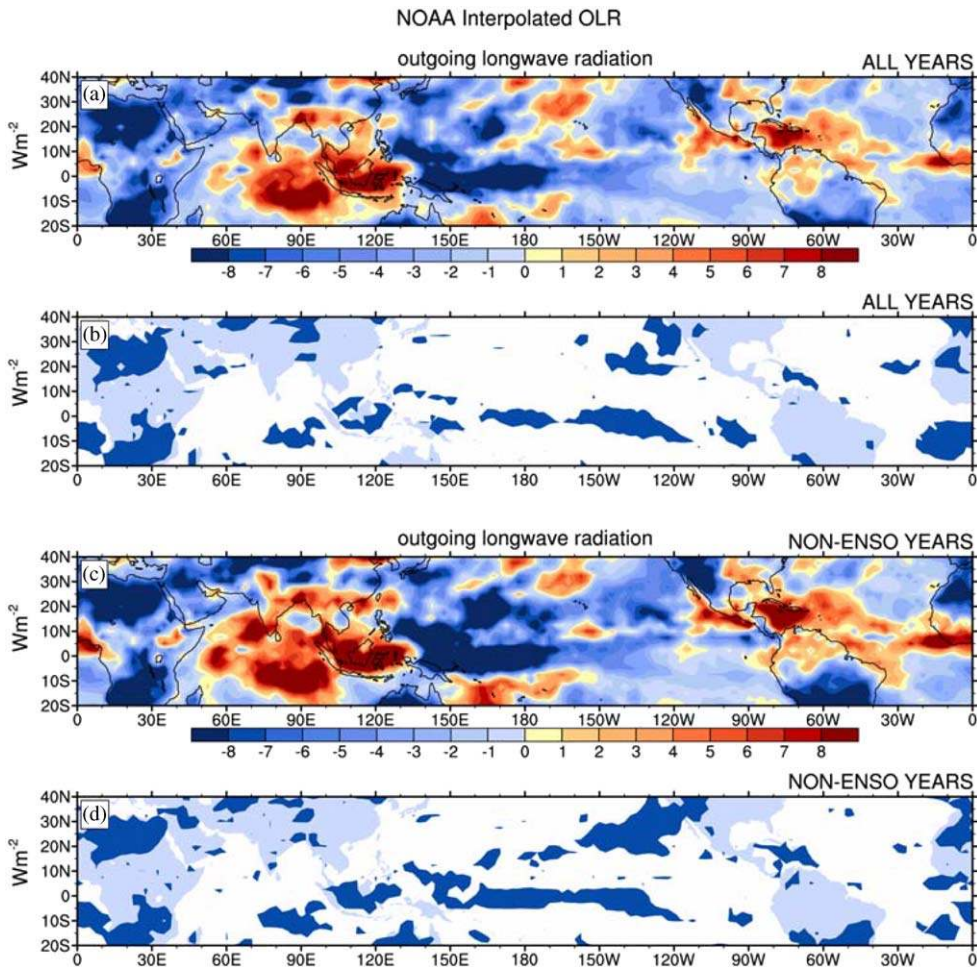 NOAA Interpolated OLR
outgoing longwave radiation ALL YEARS
(a)
40N
30N
20N
10N
0
10S
20S
Wm-2
0 30E 60E 90E 120E 150E 180 150W 120W 90W 60W 30W 0
-8 -7 -6 -5 -4 -3 -2 -1 0 1 2 3 4 5 6 7 8
ALL YEARS
(b)
40N
30N
20N
10N
0
10S
20S
Wm-2
0 30E 60E 90E 120E 150E 180 150W 120W 90W 60W 30W 0
outgoing longwave radiation NON-ENSO YEARS
(c)
40N
30N
20N
10N
0
10S
20S
Wm-2
0 30E 60E 90E 120E 150E 180 150W 120W 90W 60W 30W 0
-8 -7 -6 -5 -4 -3 -2 -1 0 1 2 3 4 5 6 7 8
NON-ENSO YEARS
(d)
40N
30N
20N
10N
0
10S
20S
Wm-2
0 30E 60E 90E 120E 150E 180 150W 120W 90W 60W 30W 0